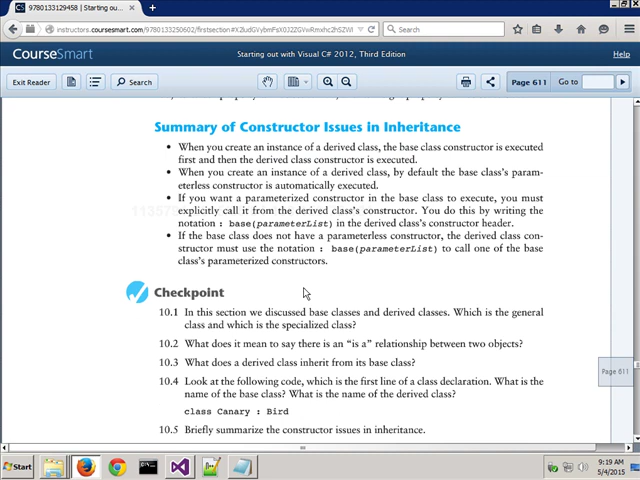 9780133129458 | Starting out...
instructors.coursesmart.com/9780133250602/firstsection#
Search
CourseSmart
Starting out with Visual C# 2012, Third Edition
Help
Exit Reader
Search
Page 611
Go to
Summary of Constructor Issues in Inheritance
• When you create an instance of a derived class, the base class constructor is executed
first and then the derived class constructor is executed.
• When you create an instance of a derived class, by default the base class's param-
eterless constructor is automatically executed.
• If you want a parameterized constructor in the base class to execute, you must
explicitly call it from the derived class's constructor. You do this by writing the
notation : base(parameterList) in the derived class's constructor header.
• If the base class does not have a parameterless constructor, the derived class con-
structor must use the notation : base(parameterList) to call one of the base
class's parameterized constructors.
Checkpoint
10.1 In this section we discussed base classes and derived classes. Which is the general
class and which is the specialized class?
10.2 What does it mean to say there is an "is a" relationship between two objects?
10.3 What does a derived class inherit from its base class?
Page 611
10.4 Look at the following code, which is the first line of a class declaration. What is the
name of the base class? What is the name of the derived class?
class Canary : Bird
10.5 Briefly summarize the constructor issues in inheritance.
Start
9:19 AM
5/4/2015